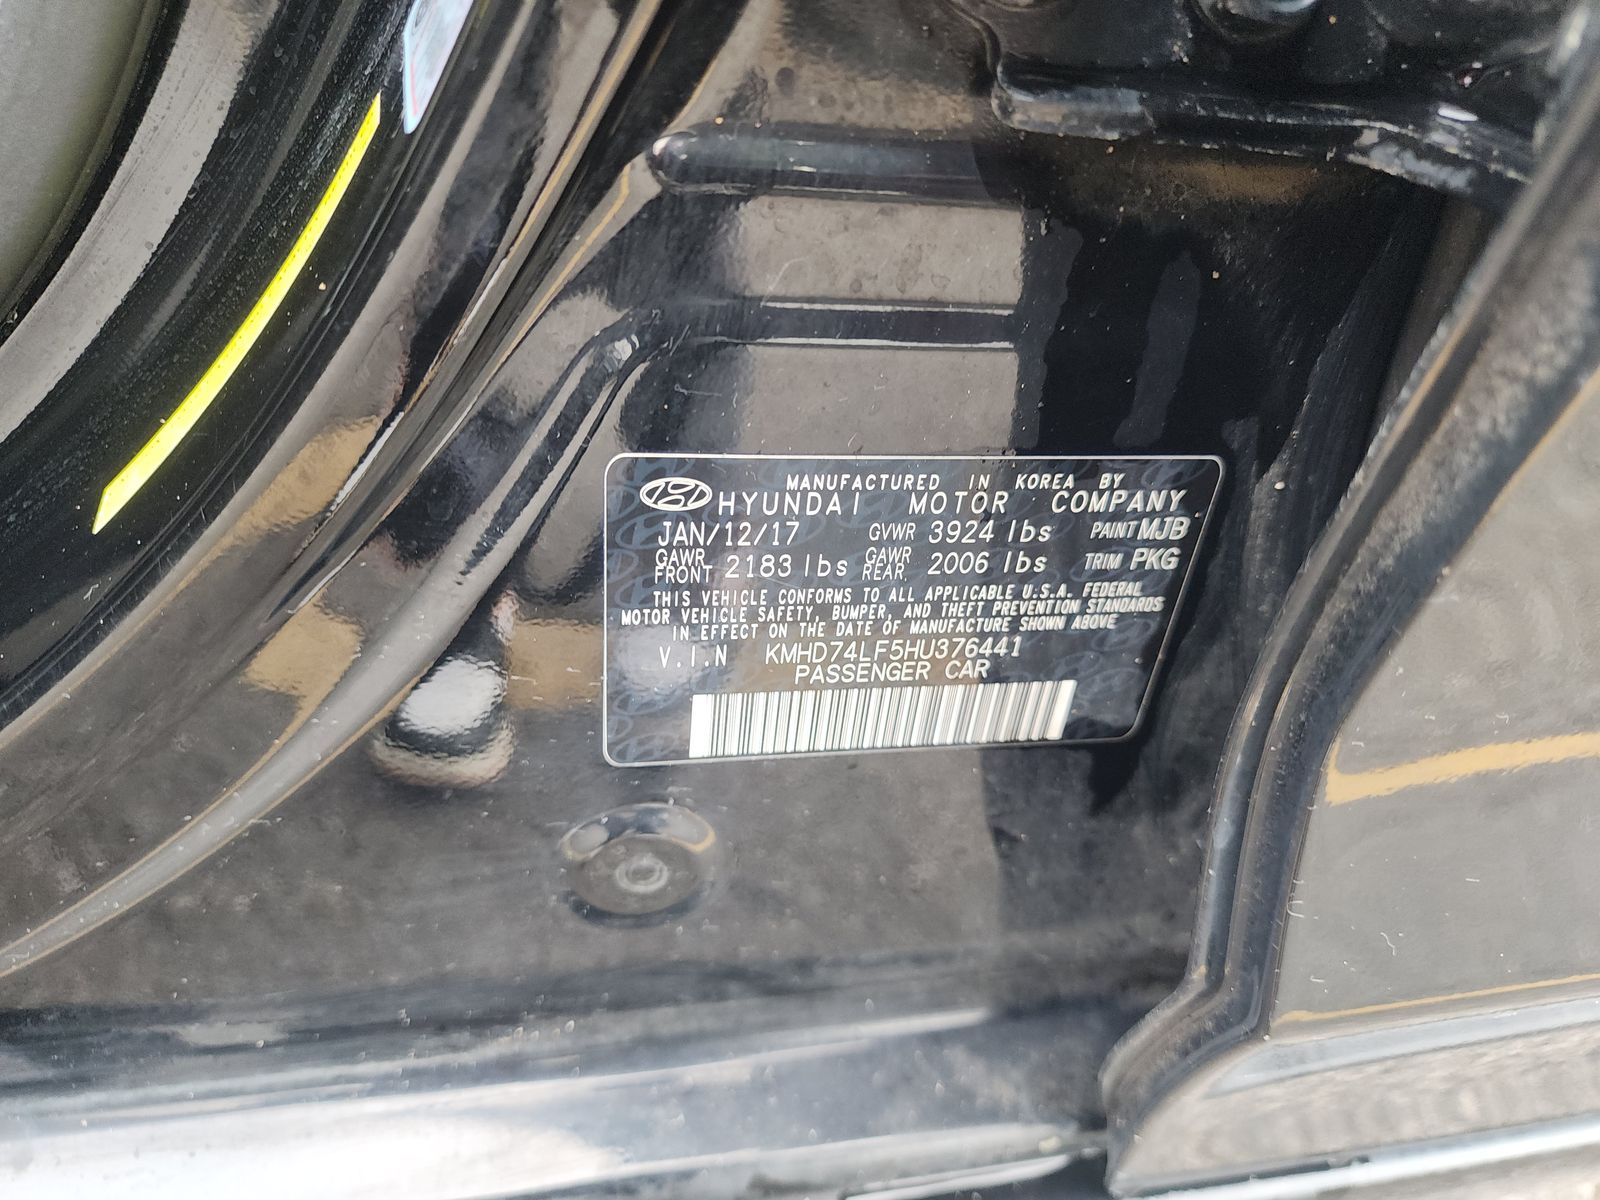 MANUFACTURED IN KOREA BY
HYUNDAI MOTOR COMPANY
JAN/12/17 GVWR 3924 lbs PAINT MJB
GAWR FRONT 2183 lbs GAWR REAR 2006 lbs TRIM PKG
THIS VEHICLE CONFORMS TO ALL APPLICABLE U.S.A. FEDERAL
MOTOR VEHICLE SAFETY, BUMPER, AND THEFT PREVENTION STANDARDS
IN EFFECT ON THE DATE OF MANUFACTURE SHOWN ABOVE
V.I.N KMHD74LF5HU376441
PASSENGER CAR